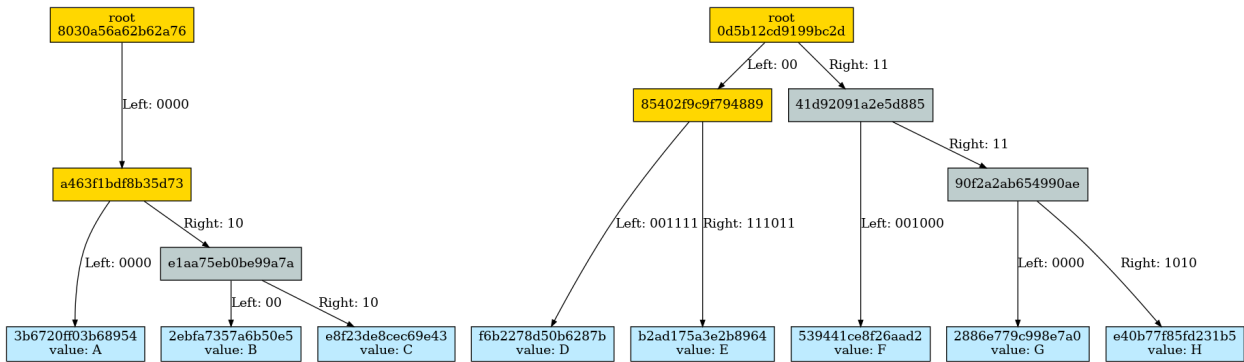 root
8030a56a62b62a76
root
0d5b12cd9199bc2d
Left: 00
Right: 11
Left: 0000
85402f9c9f794889
41d92091a2e5d885
Right: 11
a463f1bdf8b35d73
90f2a2ab654990ae
Right: 10
Left: 001111
Right: 111011
Left: 001000
Left: 0000
e1aa75eb0be99a7a
Left: 0000
Right: 1010
Left: 00
Right: 10
3b6720ff03b68954
value: A
2ebfa7357a6b50e5
value: B
e8f23de8cec69e43
value: C
f6b2278d50b6287b
value: D
b2ad175a3e2b8964
value: E
539441ce8f26aad2
value: F
2886e779c998e7a0
value: G
e40b77f85fd231b5
value: H